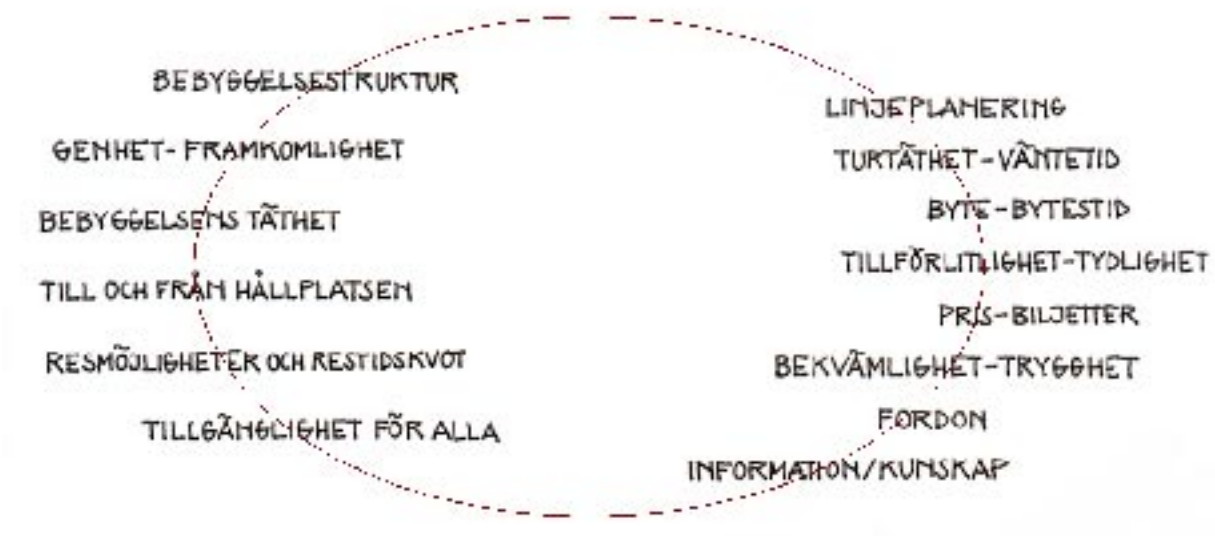 BEBYGGELSESTRUKTUR
GENHET- FRAMKOMLIGHET
BEBYGGELSENS TÄTHET
TILL OCH FRÅN HÅLLPLATSEN
RESMÖJLIGHETER OCH RESTIDSKVOT
TILLGÄNGLIGHET FÖR ALLA
LINJEPLANERING
TURTÄTHET-VÄNTETID
BYTE-BYTESTID
TILLFÖRLITLIGHET-TYDLIGHET
PRIS-BILJETTER
BEKVÄMLIGHET-TRYGGHET
FORDON
INFORMATION/KUNSKAP